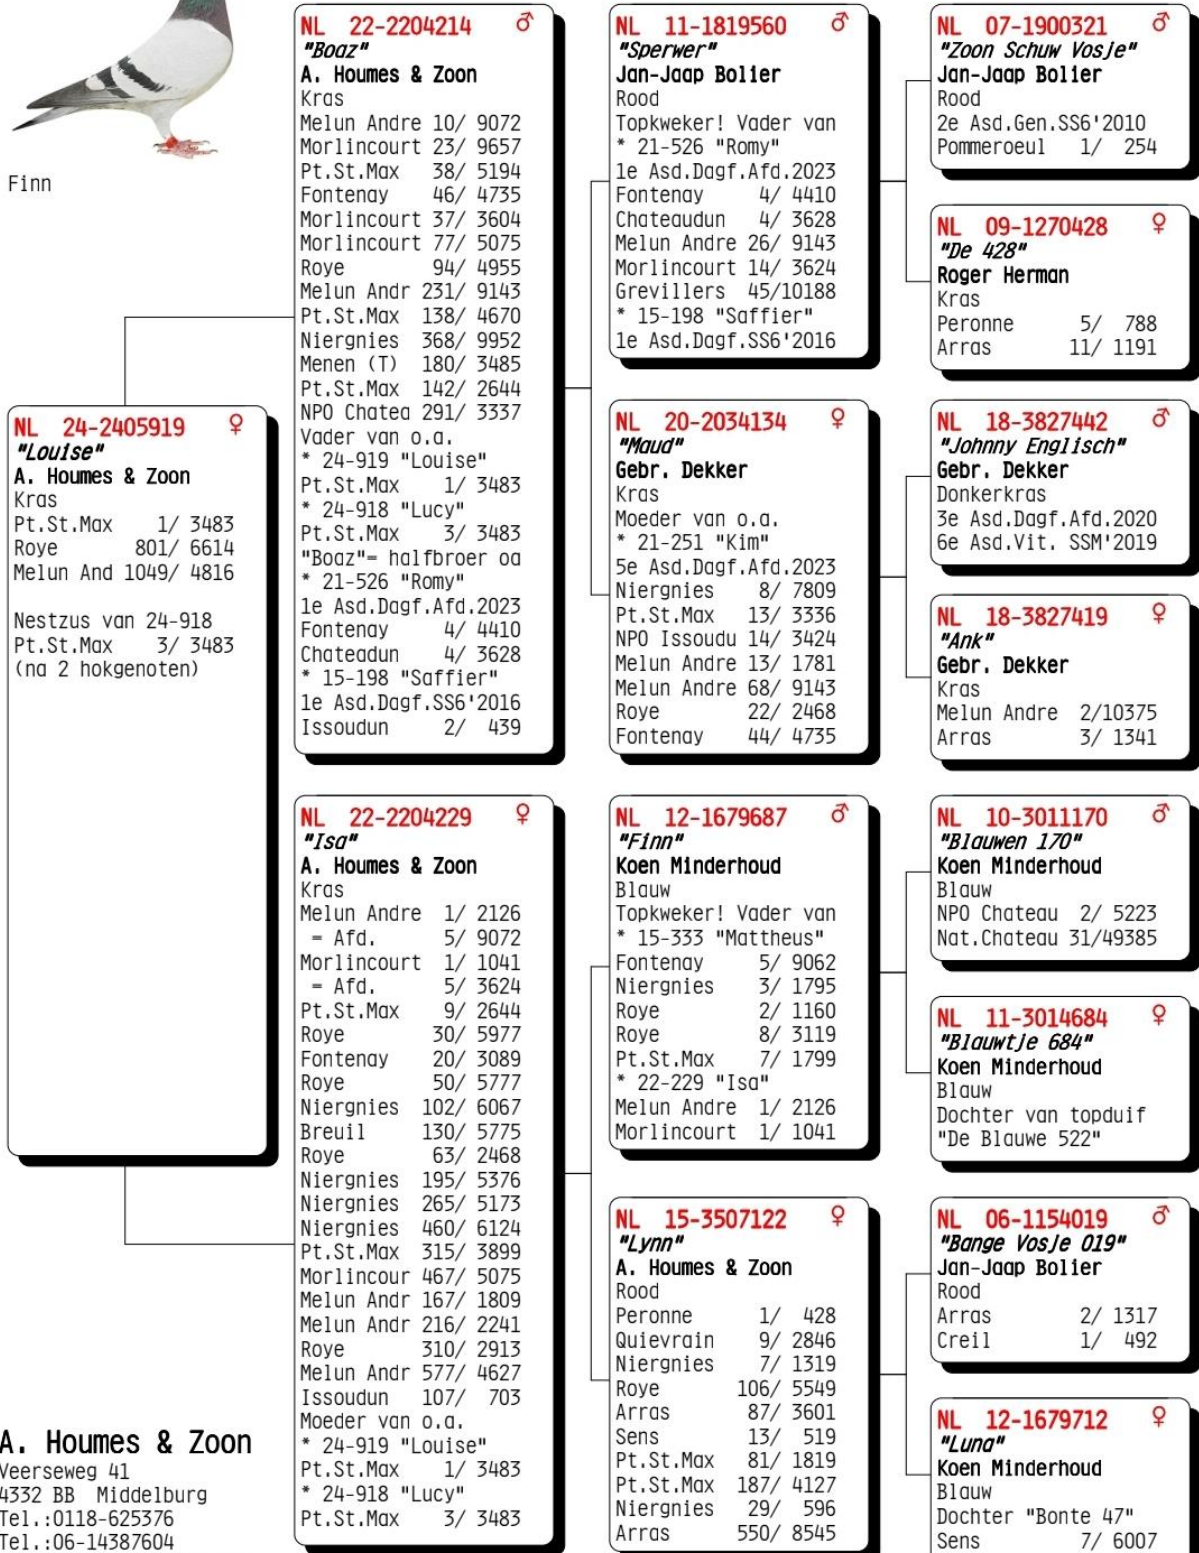 Finn
NL 24-2405919 ♀
"Louise"
A. Houmes & Zoon
Kras
Pt.St.Max 1/ 3483
Roye 801/ 6614
Melun And 1049/ 4816
Nestzus van 24-918
Pt.St.Max 3/ 3483
(na 2 hokgenoten)
A. Houmes & Zoon
Veerseweg 41
4332 BB Middelburg
Tel.:0118-625376
Tel.:06-14387604
NL 22-2204214 ♂
"Boaz"
A. Houmes & Zoon
Kras
Melun Andre 10/ 9072
Morlincourt 23/ 9657
Pt.St.Max 38/ 5194
Fontenay 46/ 4735
Morlincourt 37/ 3604
Morlincourt 77/ 5075
Roye 94/ 4955
Melun Andr 231/ 9143
Pt.St.Max 138/ 4670
Niergnies 368/ 9952
Menen (T) 180/ 3485
Pt.St.Max 142/ 2644
NPO Chatea 291/ 3337
Vader van o.a.
* 24-919 "Louise"
Pt.St.Max 1/ 3483
* 24-918 "Lucy"
Pt.St.Max 3/ 3483
"Boaz"= halfbroer oa
* 21-526 "Romy"
1e Asd.Dagf.Afd.2023
Fontenay 4/ 4410
Chateadun 4/ 3628
* 15-198 "Saffier"
1e Asd.Dagf.SS6'2016
Issoudun 2/ 439
NL 22-2204229 ♀
"Isa"
A. Houmes & Zoon
Kras
Melun Andre 1/ 2126
= Afd. 5/ 9072
Morlincourt 1/ 1041
= Afd. 5/ 3624
Pt.St.Max 9/ 2644
Roye 30/ 5977
Fontenay 20/ 3089
Roye 50/ 5777
Niergnies 102/ 6067
Breuil 130/ 5775
Roye 63/ 2468
Niergnies 195/ 5376
Niergnies 265/ 5173
Niergnies 460/ 6124
Pt.St.Max 315/ 3899
Morlincour 467/ 5075
Melun Andr 167/ 1809
Melun Andr 216/ 2241
Roye 310/ 2913
Melun Andr 577/ 4627
Issoudun 107/ 703
Moeder van o.a.
* 24-919 "Louise"
Pt.St.Max 1/ 3483
* 24-918 "Lucy"
Pt.St.Max 3/ 3483
NL 11-1819560 ♂
"Sperwer"
Jan-Jaap Bolier
Rood
Topkweker! Vader van
* 21-526 "Romy"
1e Asd.Dagf.Afd.2023
Fontenay 4/ 4410
Chateaudun 4/ 3628
Melun Andre 26/ 9143
Morlincourt 14/ 3624
Grevillers 45/10188
* 15-198 "Saffier"
1e Asd.Dagf.SS6'2016
NL 20-2034134 ♀
"Maud"
Gebr. Dekker
Kras
Moeder van o.a.
* 21-251 "Kim"
5e Asd.Dagf.Afd.2023
Niergnies 8/ 7809
Pt.St.Max 13/ 3336
NPO Issoudu 14/ 3424
Melun Andre 13/ 1781
Melun Andre 68/ 9143
Roye 22/ 2468
Fontenay 44/ 4735
NL 12-1679687 ♂
"Finn"
Koen Minderhoud
Blauw
Topkweker! Vader van
* 15-333 "Mattheus"
Fontenay 5/ 9062
Niergnies 3/ 1795
Roye 2/ 1160
Roye 8/ 3119
Pt.St.Max 7/ 1799
* 22-229 "Isa"
Melun Andre 1/ 2126
Morlincourt 1/ 1041
NL 15-3507122 ♀
"Lynn"
A. Houmes & Zoon
Rood
Peronne 1/ 428
Quievrain 9/ 2846
Niergnies 7/ 1319
Roye 106/ 5549
Arras 87/ 3601
Sens 13/ 519
Pt.St.Max 81/ 1819
Pt.St.Max 187/ 4127
Niergnies 29/ 596
Arras 550/ 8545
NL 07-1900321 ♂
"Zoon Schuw Vosje"
Jan-Jaap Bolier
Rood
2e Asd.Gen.SS6'2010
Pommeroeul 1/ 254
NL 09-1270428 ♀
"De 428"
Roger Herman
Kras
Peronne 5/ 788
Arras 11/ 1191
NL 18-3827442 ♂
"Johnny Englisch"
Gebr. Dekker
Donkerkras
3e Asd.Dagf.Afd.2020
6e Asd.Vit. SSM'2019
NL 18-3827419 ♀
"Ank"
Gebr. Dekker
Kras
Melun Andre 2/10375
Arras 3/ 1341
NL 10-3011170 ♂
"Blauwen 170"
Koen Minderhoud
Blauw
NPO Chateau 2/ 5223
Nat.Chateau 31/49385
NL 11-3014684 ♀
"Blauwtje 684"
Koen Minderhoud
Blauw
Dochter van topduif
"De Blauwe 522"
NL 06-1154019 ♂
"Bange Vosje 019"
Jan-Jaap Bolier
Rood
Arras 2/ 1317
Creil 1/ 492
NL 12-1679712 ♀
"Luna"
Koen Minderhoud
Blauw
Dochter "Bonte 47"
Sens 7/ 6007